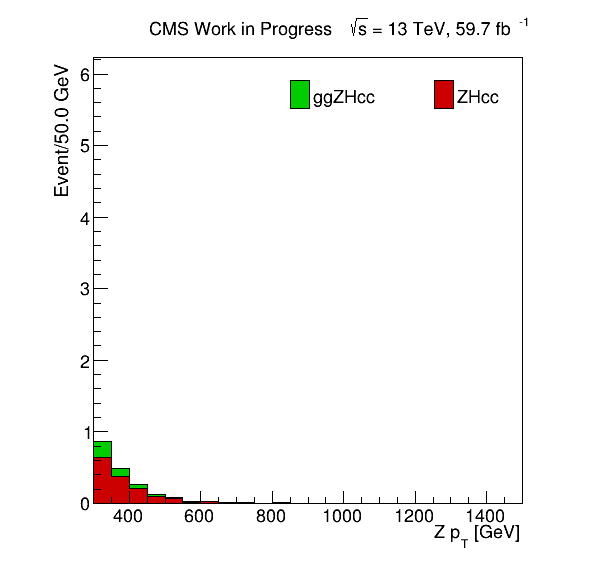 CMS Work in Progress √s = 13 TeV, 59.7 fb -1
Event/50.0 GeV
ggZHcc
ZHcc
6
5
4
3
2
1
0
400 600 800 1000 1200 1400
Z pT [GeV]